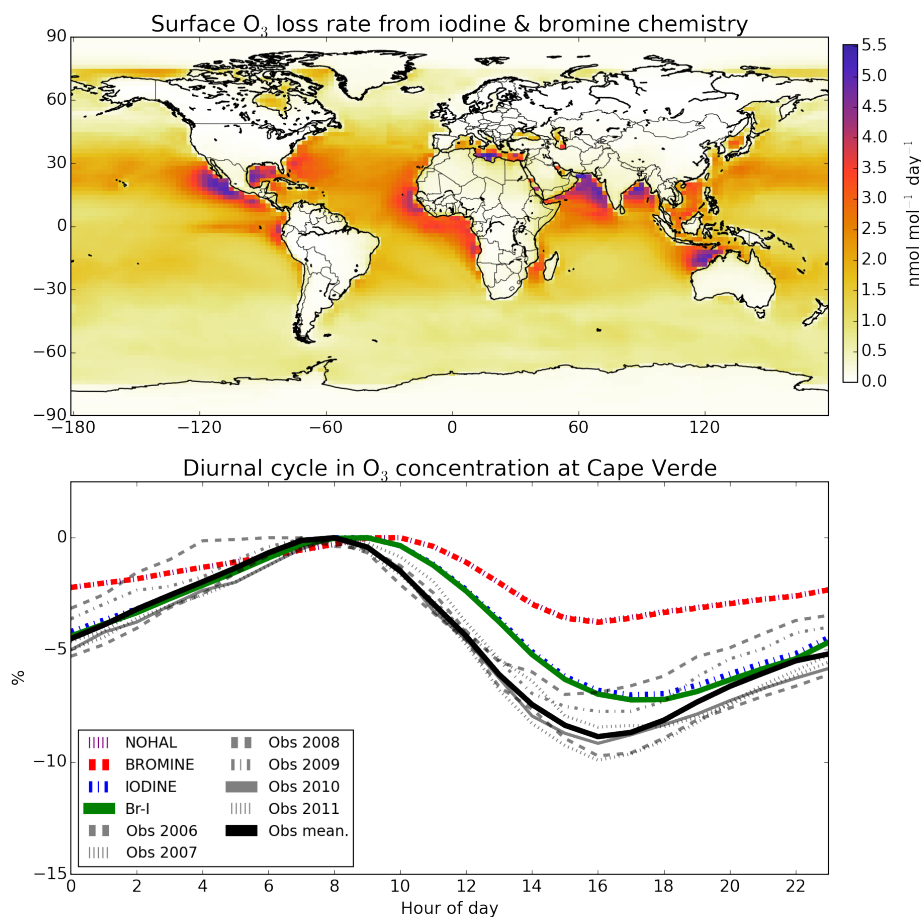 Surface O₃ loss rate from iodine & bromine chemistry
90
60
30
0
−30
−60
−90
−180
−120
−60
0
60
120
5.5
5.0
4.5
4.0
3.5
3.0
2.5
2.0
1.5
1.0
0.5
0.0
nmol mol⁻¹ day⁻¹
Diurnal cycle in O₃ concentration at Cape Verde
0
−5
−10
−15
%
NOHAL
BROMINE
IODINE
Br-I
Obs 2006
Obs 2007
Obs 2008
Obs 2009
Obs 2010
Obs 2011
Obs mean.
0 2 4 6 8 10 12 14 16 18 20 22
Hour of day